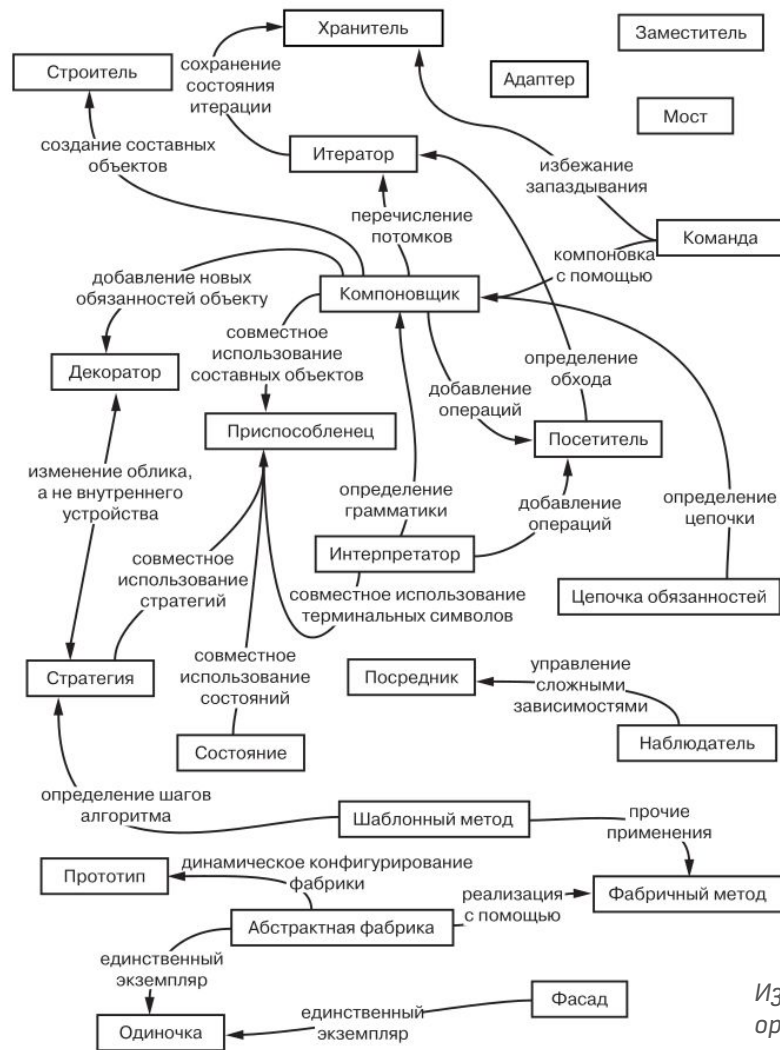 Хранитель
Заместитель
Строитель
сохранение
состояния
итерации
Адаптер
Мост
создание составных
объектов
Итератор
избежание
запаздывания
перечисление
потомков
Команда
компоновка
с помощью
добавление новых
обязанностей объекту
Компоновщик
совместное
использование
составных объектов
определение
обхода
Декоратор
добавление
операций
Приспособленец
Посетитель
изменение облика,
а не внутреннего
устройства
определение
грамматики
добавление
операций
определение
цепочки
Интерпретатор
совместное
использование
стратегий
совместное использование
терминальных символов
Цепочка обязанностей
совместное
использование
состояний
Стратегия
Посредник
управление
сложными
зависимостями
Состояние
Наблюдатель
определение шагов
алгоритма
Шаблонный метод
прочие
применения
Прототип
динамическое конфигурирование
фабрики
реализация
с помощью
Фабричный метод
Абстрактная фабрика
единственный
экземпляр
Одиночка
единственный
экземпляр
Фасад